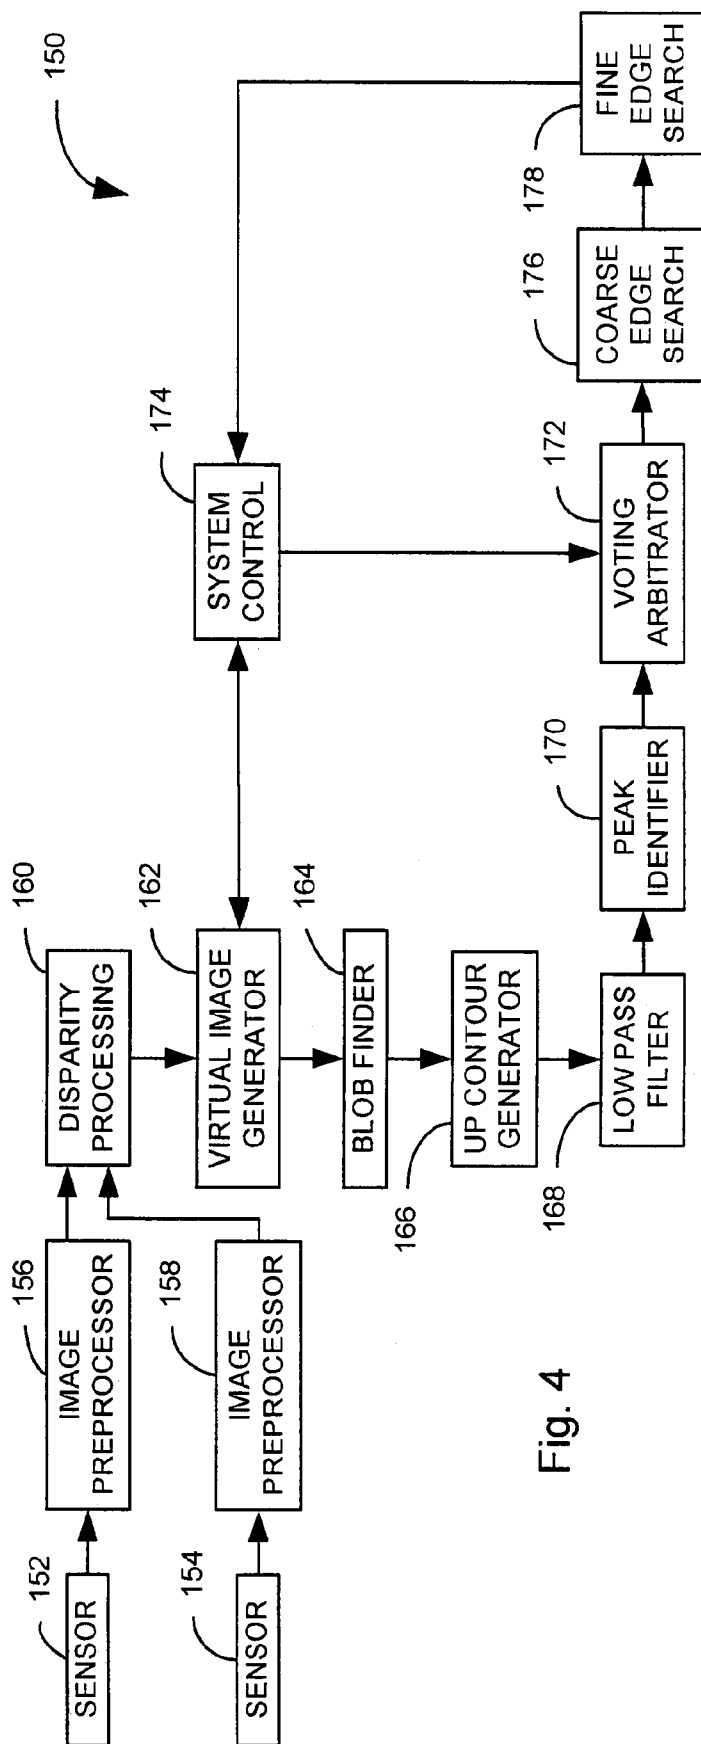 150
152
SENSOR
156
IMAGE
PREPROCESSOR
154
SENSOR
158
IMAGE
PREPROCESSOR
160
DISPARITY
PROCESSING
162
VIRTUAL IMAGE
GENERATOR
174
SYSTEM
CONTROL
164
BLOB FINDER
166
UP CONTOUR
GENERATOR
168
LOW PASS
FILTER
170
PEAK
IDENTIFIER
172
VOTING
ARBITRATOR
176
COARSE
EDGE
SEARCH
178
FINE
EDGE
SEARCH
Fig. 4